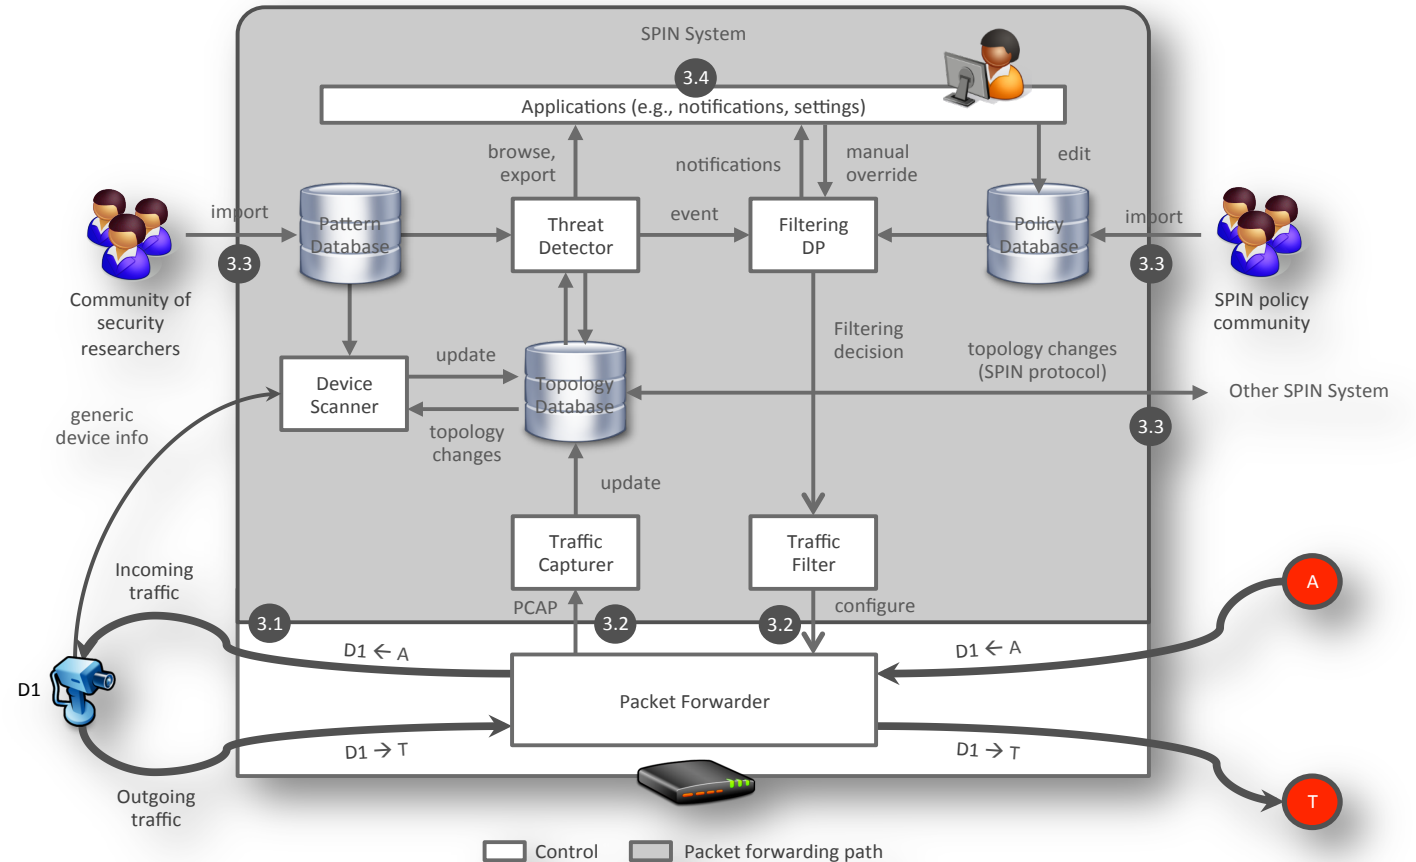 SPIN System
3.4
Applications (e.g., notifications, settings)
browse,
export
notifications
manual
override
edit
import
Pattern
Database
Threat
Detector
event
Filtering
DP
Policy
Database
import
3.3
3.3
Community of
security
researchers
SPIN policy
community
Filtering
decision
topology changes
(SPIN protocol)
update
Device
Scanner
Topology
Database
Other SPIN System
generic
device info
topology
changes
3.3
update
Traffic
Capturer
Traffic
Filter
Incoming
traffic
A
PCAP
configure
3.1
3.2
3.2
D1 ← A
D1 ← A
D1
Packet Forwarder
D1 → T
D1 → T
Outgoing
traffic
T
Control
Packet forwarding path